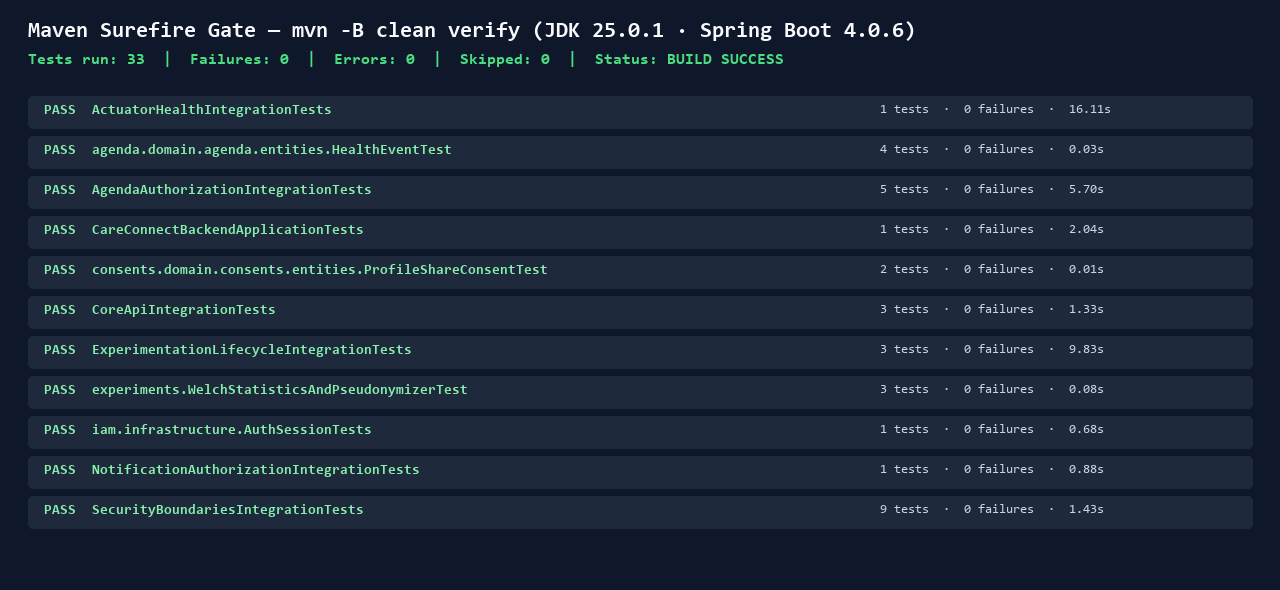 Maven Surefire Gate — mvn -B clean verify (JDK 25.0.1 · Spring Boot 4.0.6)
Tests run: 33 | Failures: 0 | Errors: 0 | Skipped: 0 | Status: BUILD SUCCESS
PASS ActuatorHealthIntegrationTests 1 tests · 0 failures · 16.11s
PASS agenda.domain.agenda.entities.HealthEventTest 4 tests · 0 failures · 0.03s
PASS AgendaAuthorizationIntegrationTests 5 tests · 0 failures · 5.70s
PASS CareConnectBackendApplicationTests 1 tests · 0 failures · 2.04s
PASS consents.domain.consents.entities.ProfileShareConsentTest 2 tests · 0 failures · 0.01s
PASS CoreApiIntegrationTests 3 tests · 0 failures · 1.33s
PASS ExperimentationLifecycleIntegrationTests 3 tests · 0 failures · 9.83s
PASS experiments.WelchStatisticsAndPseudonymizerTest 3 tests · 0 failures · 0.08s
PASS iam.infrastructure.AuthSessionTests 1 tests · 0 failures · 0.68s
PASS NotificationAuthorizationIntegrationTests 1 tests · 0 failures · 0.88s
PASS SecurityBoundariesIntegrationTests 9 tests · 0 failures · 1.43s